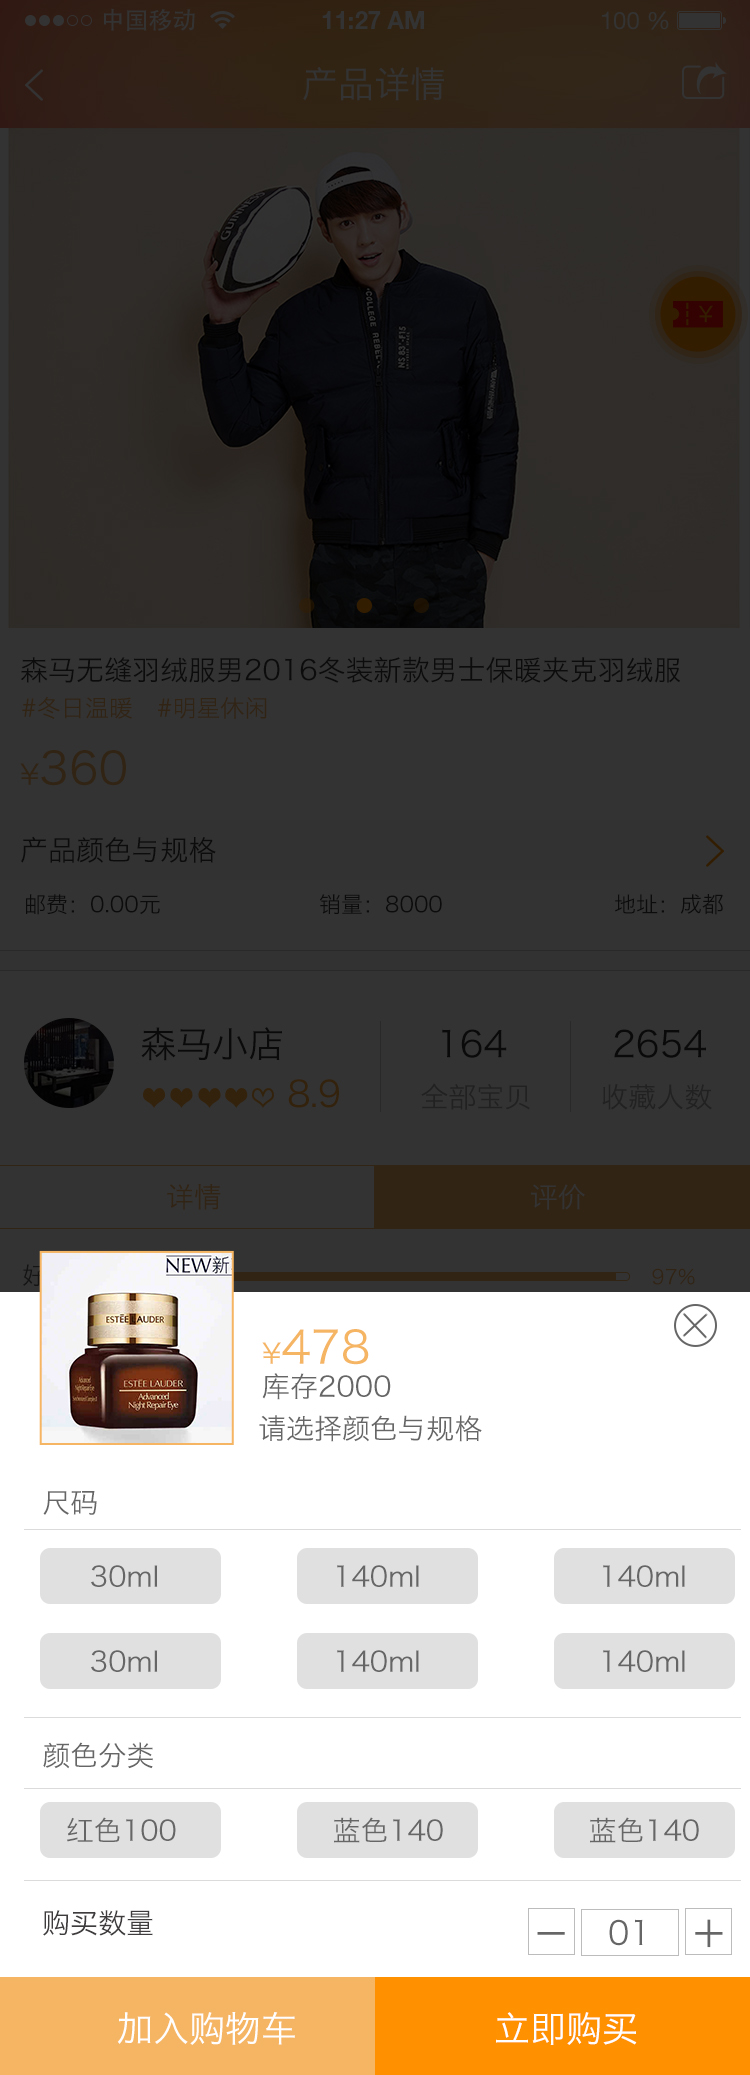 中国移动 11:27 AM 100 %
产品详情
GUINNESS
COLLEGE REBEL
NS.83'-F15
¥
森马无缝羽绒服男2016冬装新款男士保暖夹克羽绒服
#冬日温暖 #明星休闲
¥360
产品颜色与规格
邮费：0.00元 销量：8000 地址：成都
森马小店 164 2654
8.9 全部宝贝 收藏人数
详情 评价
好 97%
NEW新
ESTĒE LAUDER
ESTĒE LAUDER
Advanced
Night Repair Eye
¥478
库存2000
请选择颜色与规格
尺码
30ml 140ml 140ml
30ml 140ml 140ml
颜色分类
红色100 蓝色140 蓝色140
购买数量 01
加入购物车 立即购买